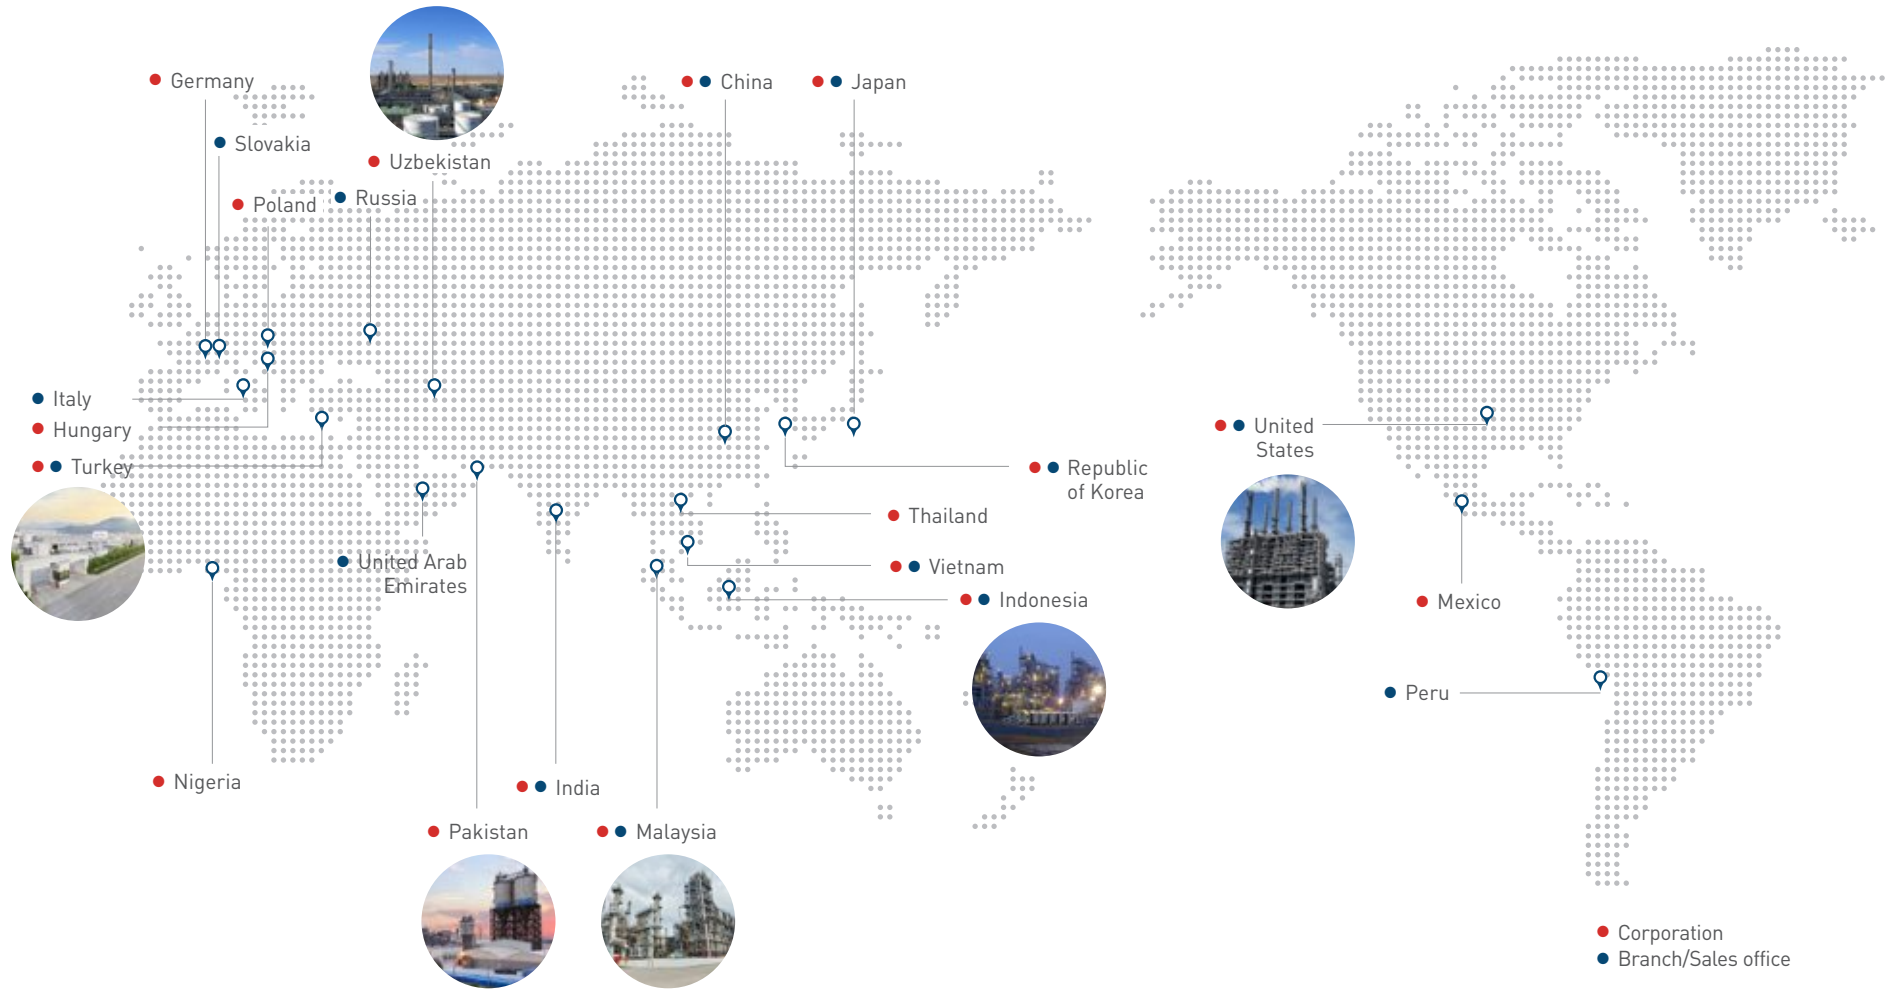 Germany
Slovakia
Poland
Russia
Uzbekistan
China
Japan
Italy
Hungary
Turkey
United Arab
Emirates
Nigeria
Pakistan
India
Malaysia
Republic
of Korea
Thailand
Vietnam
Indonesia
United
States
Mexico
Peru
Corporation
Branch/Sales office